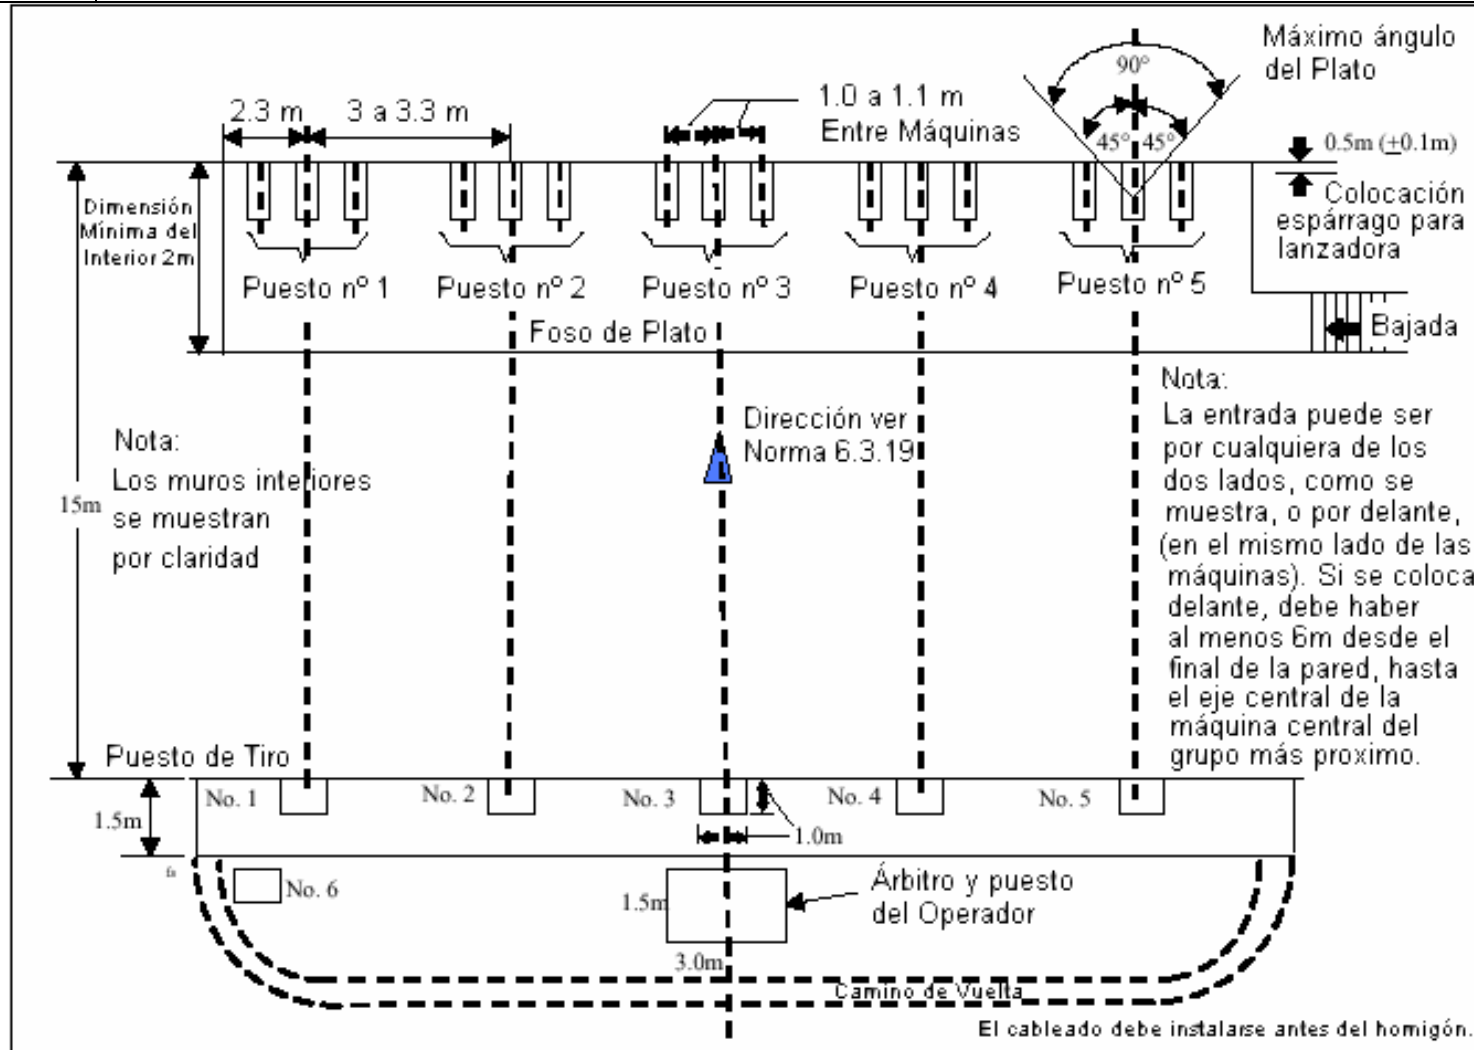 Máximo ángulo
del Plato
90°
45° 45°
2.3 m
3 a 3.3 m
1.0 a 1.1 m
Entre Máquinas
0.5m (±0.1m)
Colocación
espárrago para
lanzadora
Dimensión
Mínima del
Interior 2m
Puesto nº 1
Puesto nº 2
Puesto nº 3
Puesto nº 4
Puesto nº 5
Foso de Plato
Bajada
Dirección ver
Norma 6.3.19
Nota:
Los muros interiores
se muestran
por claridad
15m
Nota:
La entrada puede ser
por cualquiera de los
dos lados, como se
muestra, o por delante,
(en el mismo lado de las
máquinas). Si se coloca
delante, debe haber
al menos 6m desde el
final de la pared, hasta
el eje central de la
máquina central del
grupo más proximo.
Puesto de Tiro
No. 1
No. 2
No. 3
No. 4
No. 5
1.5m
1.0m
No. 6
1.5m
3.0m
Árbitro y puesto
del Operador
Camino de Vuelta
El cableado debe instalarse antes del homigón.